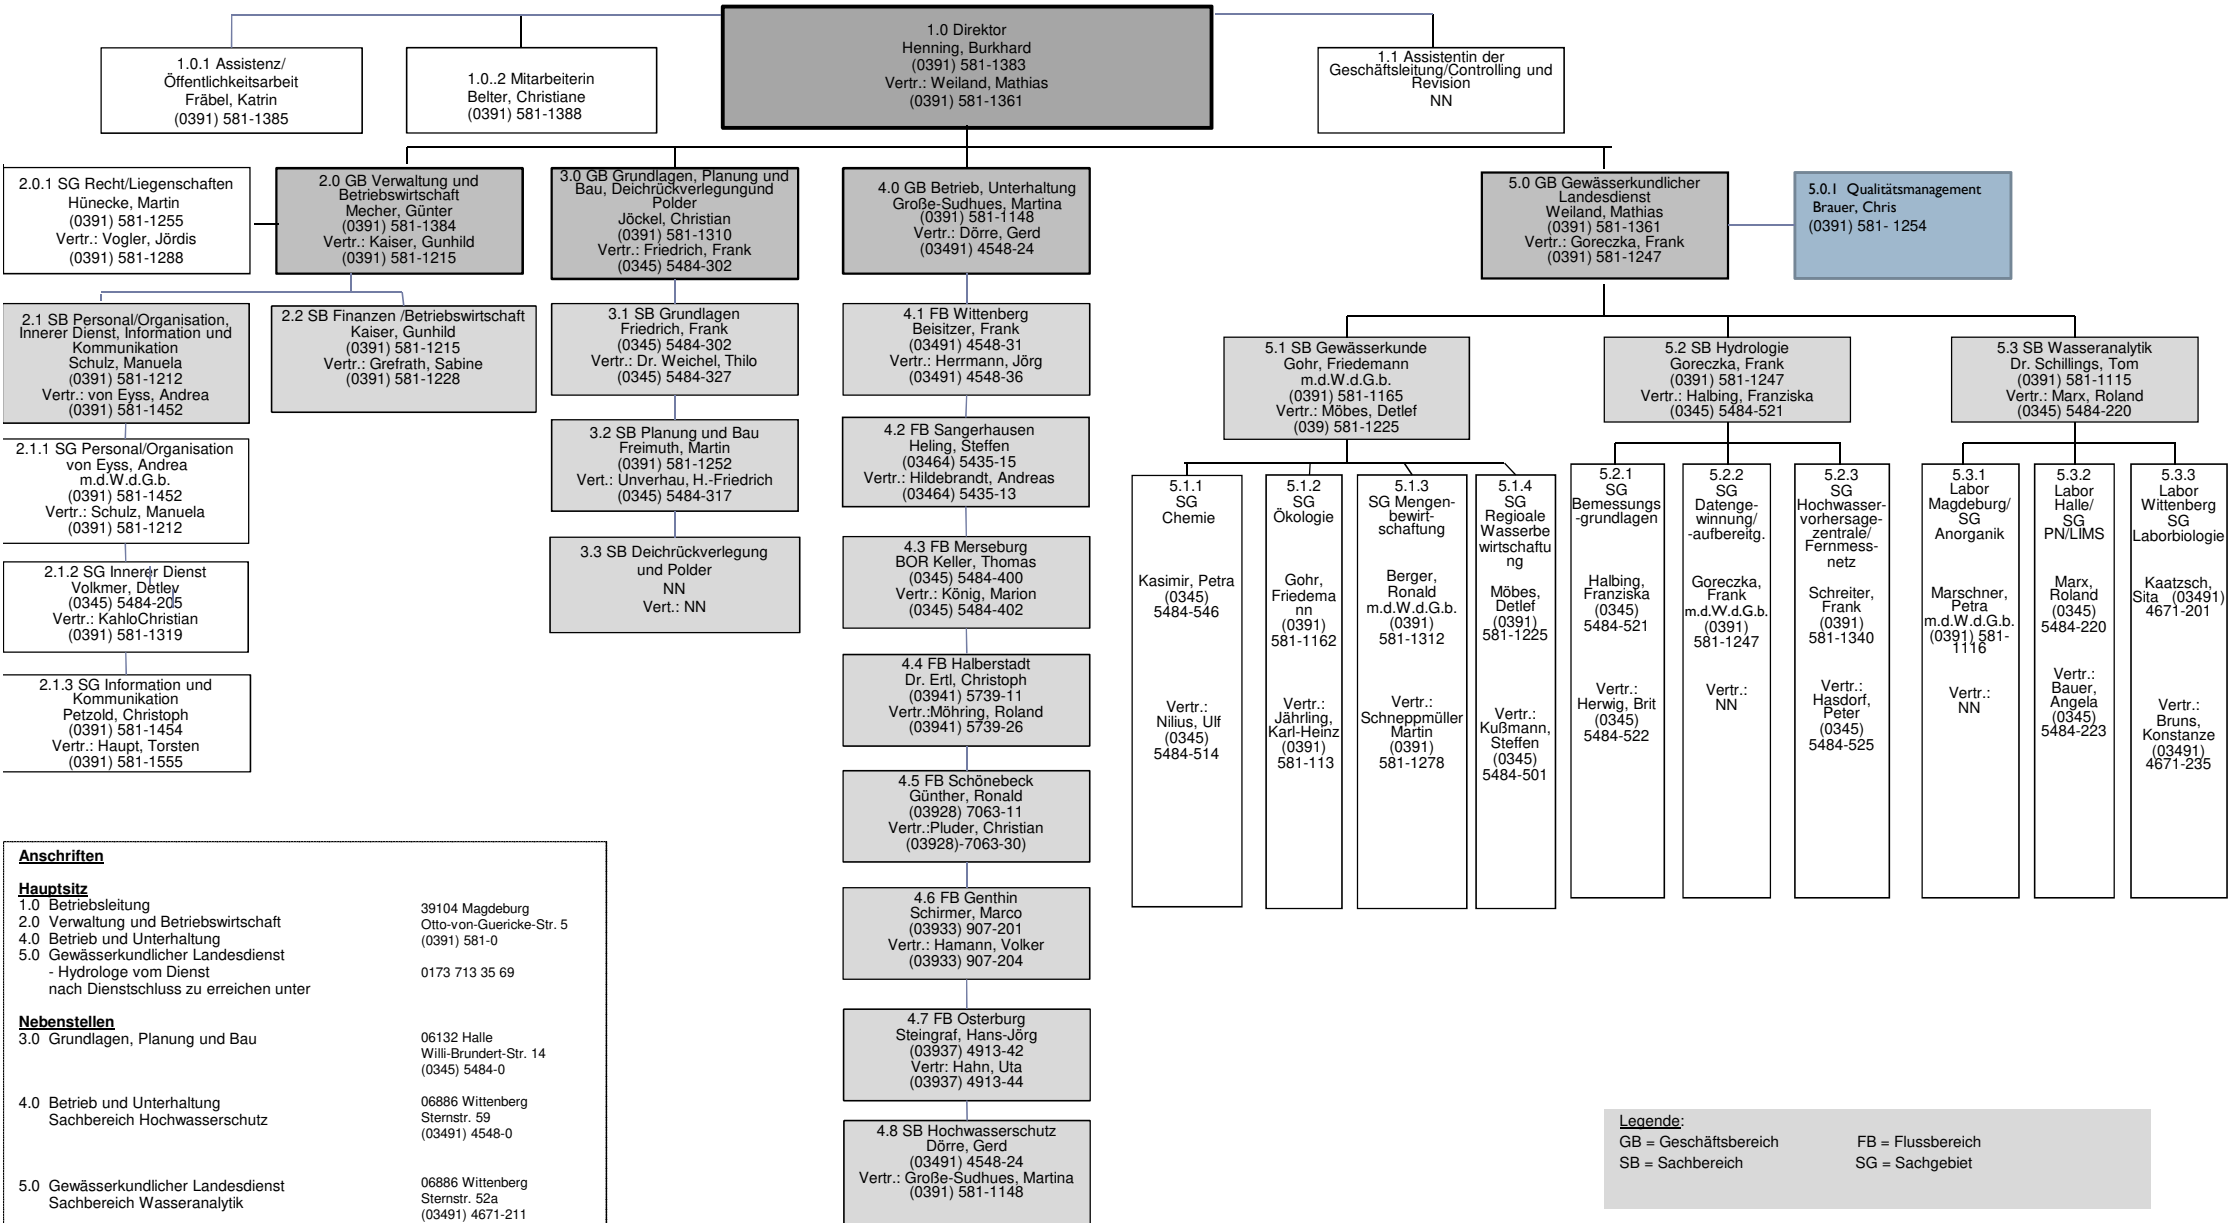 1.0 Direktor
Henning, Burkhard
(0391) 581-1383
Vertr.: Weiland, Mathias
(0391) 581-1361
1.0.1 Assistenz/
Öffentlichkeitsarbeit
Fräbel, Katrin
(0391) 581-1385
1.0..2 Mitarbeiterin
Belter, Christiane
(0391) 581-1388
1.1 Assistentin der
Geschäftsleitung/Controlling und
Revision
NN
2.0.1 SG Recht/Liegenschaften
Hünecke, Martin
(0391) 581-1255
Vertr.: Vogler, Jördis
(0391) 581-1288
2.0 GB Verwaltung und
Betriebswirtschaft
Mecher, Günter
(0391) 581-1384
Vertr.: Kaiser, Gunhild
(0391) 581-1215
3.0 GB Grundlagen, Planung und
Bau, Deichrückverlegungund
Polder
Jöckel, Christian
(0391) 581-1310
Vertr.: Friedrich, Frank
(0345) 5484-302
4.0 GB Betrieb, Unterhaltung
Große-Sudhues, Martina
(0391) 581-1148
Vertr.: Dörre, Gerd
(03491) 4548-24
5.0 GB Gewässerkundlicher
Landesdienst
Weiland, Mathias
(0391) 581-1361
Vertr.: Goreczka, Frank
(0391) 581-1247
5.0.1 Qualitätsmanagement
Brauer, Chris
(0391) 581- 1254
2.1 SB Personal/Organisation,
Innerer Dienst, Information und
Kommunikation
Schulz, Manuela
(0391) 581-1212
Vertr.: von Eyss, Andrea
(0391) 581-1452
2.2 SB Finanzen /Betriebswirtschaft
Kaiser, Gunhild
(0391) 581-1215
Vertr.: Grefrath, Sabine
(0391) 581-1228
2.1.1 SG Personal/Organisation
von Eyss, Andrea
m.d.W.d.G.b.
(0391) 581-1452
Vertr.: Schulz, Manuela
(0391) 581-1212
2.1.2 SG Innerer Dienst
Volkmer, Detlev
(0345) 5484-205
Vertr.: KahloChristian
(0391) 581-1319
2.1.3 SG Information und
Kommunikation
Petzold, Christoph
(0391) 581-1454
Vertr.: Haupt, Torsten
(0391) 581-1555
3.1 SB Grundlagen
Friedrich, Frank
(0345) 5484-302
Vertr.: Dr. Weichel, Thilo
(0345) 5484-327
3.2 SB Planung und Bau
Freimuth, Martin
(0391) 581-1252
Vert.: Unverhau, H.-Friedrich
(0345) 5484-317
3.3 SB Deichrückverlegung
und Polder
NN
Vert.: NN
4.1 FB Wittenberg
Beisitzer, Frank
(03491) 4548-31
Vertr.: Herrmann, Jörg
(03491) 4548-36
4.2 FB Sangerhausen
Heling, Steffen
(03464) 5435-15
Vertr.: Hildebrandt, Andreas
(03464) 5435-13
4.3 FB Merseburg
BOR Keller, Thomas
(0345) 5484-400
Vertr.: König, Marion
(0345) 5484-402
4.4 FB Halberstadt
Dr. Ertl, Christoph
(03941) 5739-11
Vertr.:Möhring, Roland
(03941) 5739-26
4.5 FB Schönebeck
Günther, Ronald
(03928) 7063-11
Vertr.:Pluder, Christian
(03928)-7063-30)
4.6 FB Genthin
Schirmer, Marco
(03933) 907-201
Vertr.: Hamann, Volker
(03933) 907-204
4.7 FB Osterburg
Steingraf, Hans-Jörg
(03937) 4913-42
Vertr: Hahn, Uta
(03937) 4913-44
4.8 SB Hochwasserschutz
Dörre, Gerd
(03491) 4548-24
Vertr.: Große-Sudhues, Martina
(0391) 581-1148
5.1 SB Gewässerkunde
Gohr, Friedemann
m.d.W.d.G.b.
(0391) 581-1165
Vertr.: Möbes, Detlef
(039) 581-1225
5.2 SB Hydrologie
Goreczka, Frank
(0391) 581-1247
Vertr.: Halbing, Franziska
(0345) 5484-521
5.3 SB Wasseranalytik
Dr. Schillings, Tom
(0391) 581-1115
Vertr.: Marx, Roland
(0345) 5484-220
5.1.1
SG
Chemie
Kasimir, Petra
(0345)
5484-546
Vertr.:
Nilius, Ulf
(0345)
5484-514
5.1.2
SG
Ökologie
Gohr,
Friedema
nn
(0391)
581-1162
Vertr.:
Jährling,
Karl-Heinz
(0391)
581-113
5.1.3
SG Mengen-
bewirt-
schaftung
Berger,
Ronald
m.d.W.d.G.b.
(0391)
581-1312
Vertr.:
Schneppmüller
Martin
(0391)
581-1278
5.1.4
SG
Regioale
Wasserbe
wirtschaftu
ng
Möbes,
Detlef
(0391)
581-1225
Vertr.:
Kußmann,
Steffen
(0345)
5484-501
5.2.1
SG
Bemessungs
-grundlagen
Halbing,
Franziska
(0345)
5484-521
Vertr.:
Herwig, Brit
(0345)
5484-522
5.2.2
SG
Datenge-
winnung/
-aufbereitg.
Goreczka,
Frank
m.d.W.d.G.b.
(0391)
581-1247
Vertr.:
NN
5.2.3
SG
Hochwasser-
vorhersage-
zentrale/
Fernmess-
netz
Schreiter,
Frank
(0391)
581-1340
Vertr.:
Hasdorf,
Peter
(0345)
5484-525
5.3.1
Labor
Magdeburg/
SG
Anorganik
Marschner,
Petra
m.d.W.d.G.b.
(0391) 581-
1116
Vertr.:
NN
5.3.2
Labor
Halle/
SG
PN/LIMS
Marx,
Roland
(0345)
5484-220
Vertr.:
Bauer,
Angela
(0345)
5484-223
5.3.3
Labor
Wittenberg
SG
Laborbiologie
Kaatzsch,
Sita (03491)
4671-201
Vertr.:
Bruns,
Konstanze
(03491)
4671-235
Anschriften
Hauptsitz
1.0 Betriebsleitung
2.0 Verwaltung und Betriebswirtschaft
4.0 Betrieb und Unterhaltung
5.0 Gewässerkundlicher Landesdienst
- Hydrologe vom Dienst
nach Dienstschluss zu erreichen unter
39104 Magdeburg
Otto-von-Guericke-Str. 5
(0391) 581-0
0173 713 35 69
Nebenstellen
3.0 Grundlagen, Planung und Bau
06132 Halle
Willi-Brundert-Str. 14
(0345) 5484-0
4.0 Betrieb und Unterhaltung
Sachbereich Hochwasserschutz
06886 Wittenberg
Sternstr. 59
(03491) 4548-0
5.0 Gewässerkundlicher Landesdienst
Sachbereich Wasseranalytik
06886 Wittenberg
Sternstr. 52a
(03491) 4671-211
Legende:
GB = Geschäftsbereich FB = Flussbereich
SB = Sachbereich SG = Sachgebiet